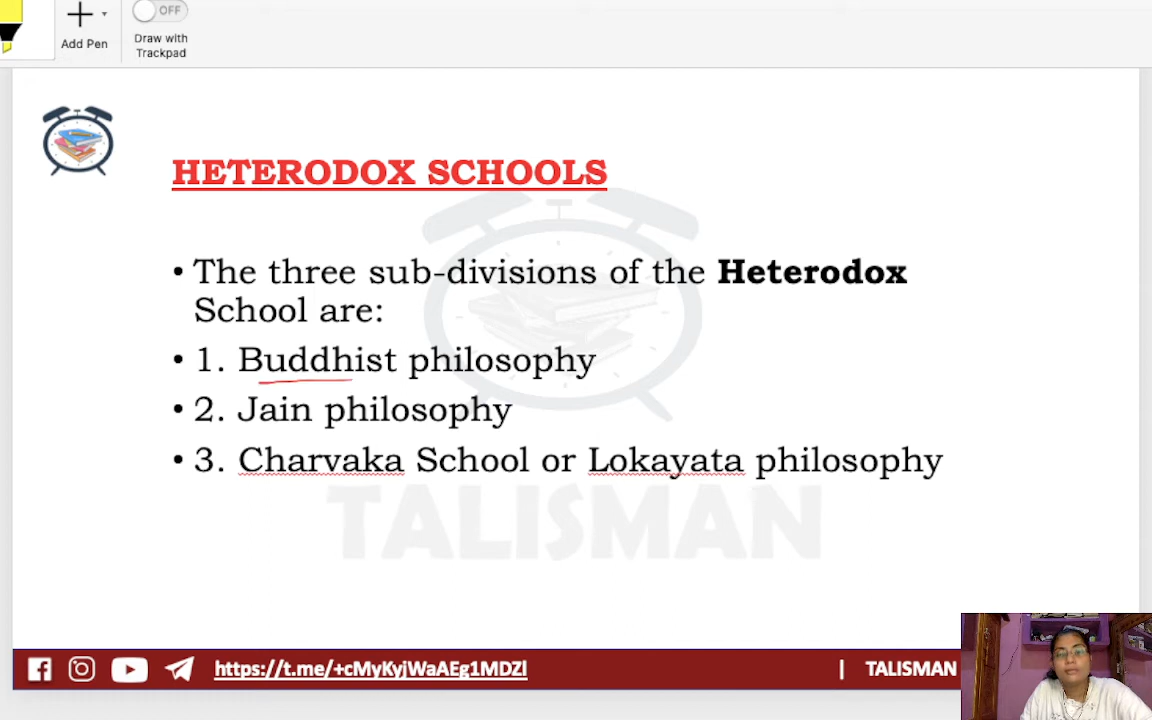 OFF
Add Pen
Draw with
Trackpad
HETERODOX SCHOOLS
• The three sub-divisions of the Heterodox
School are:
• 1. Buddhist philosophy
• 2. Jain philosophy
• 3. Charvaka School or Lokayata philosophy
TALISMAN
https://t.me/+cMyKyjWaAEg1MDZl
| TALISMAN